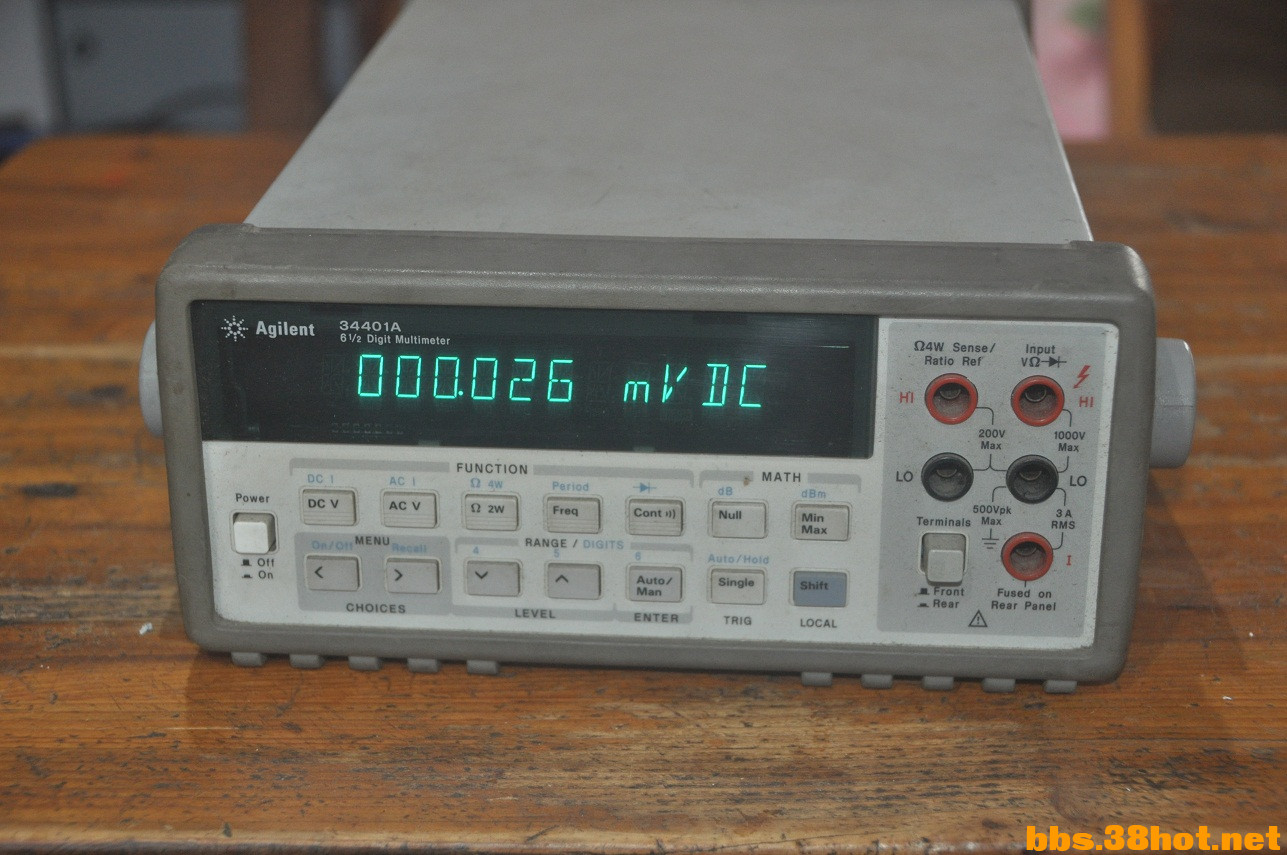 Agilent 34401A
6½ Digit Multimeter
000.026 mV DC
Ω4W Sense/
Ratio Ref
Input
VΩ
HI
HI
200V
Max
1000V
Max
LO
LO
500Vpk
Max
3A
RMS
Terminals
I
Front
Rear
Fused on
Rear Panel
Power
Off
On
FUNCTION
MATH
DC I
AC I
Ω 4W
Period
dB
dBm
DC V
AC V
Ω 2W
Freq
Cont
Null
Min
Max
MENU
RANGE / DIGITS
On/Off
Recall
4
5
6
Auto/Hold
<
>
Auto/
Man
Single
Shift
CHOICES
LEVEL
ENTER
TRIG
LOCAL
bbs.38hot.net